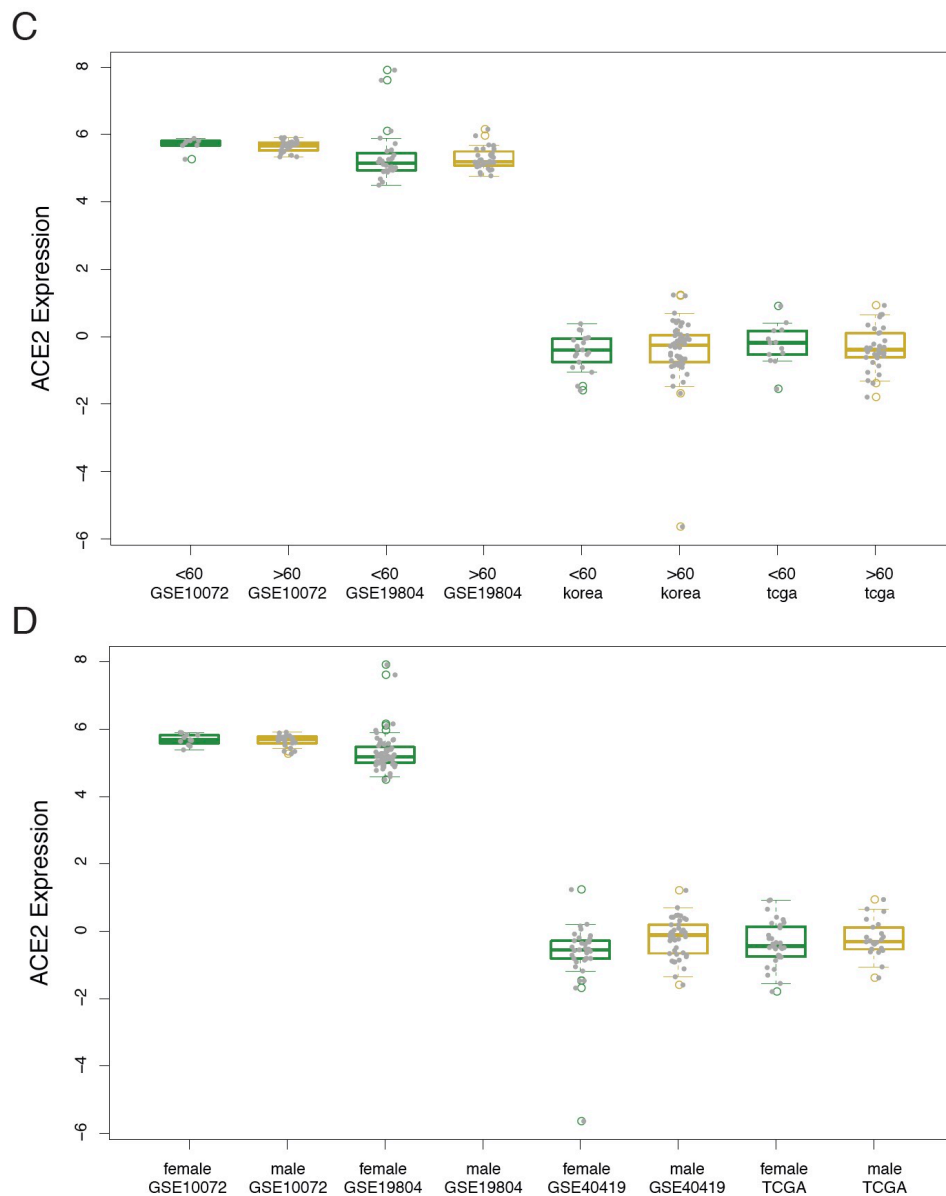 C
ACE2 Expression
8
6
4
2
0
−2
−4
−6
<60 >60 <60 >60 <60 >60 <60 >60
GSE10072 GSE10072 GSE19804 GSE19804 korea korea tcga tcga
D
ACE2 Expression
8
6
4
2
0
−2
−4
−6
female male female male female male female male
GSE10072 GSE10072 GSE19804 GSE19804 GSE40419 GSE40419 TCGA TCGA